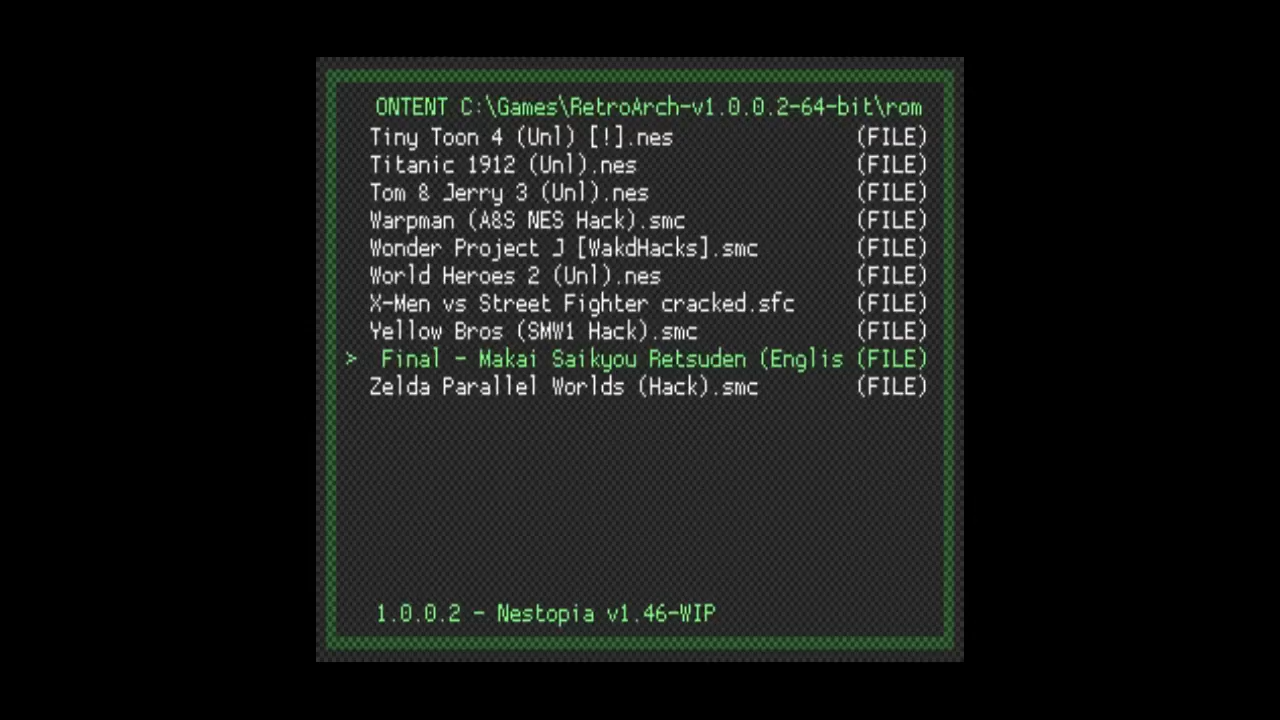 ONTENT C:\Games\RetroArch-v1.0.0.2-64-bit\rom
Tiny Toon 4 (Unl) [!].nes (FILE)
Titanic 1912 (Unl).nes (FILE)
Tom & Jerry 3 (Unl).nes (FILE)
Warpman (A&S NES Hack).smc (FILE)
Wonder Project J [WakdHacks].smc (FILE)
World Heroes 2 (Unl).nes (FILE)
X-Men vs Street Fighter cracked.sfc (FILE)
Yellow Bros (SMW1 Hack).smc (FILE)
> Final - Makai Saikyou Retsuden (Englis (FILE)
Zelda Parallel Worlds (Hack).smc (FILE)
1.0.0.2 - Nestopia v1.46-WIP